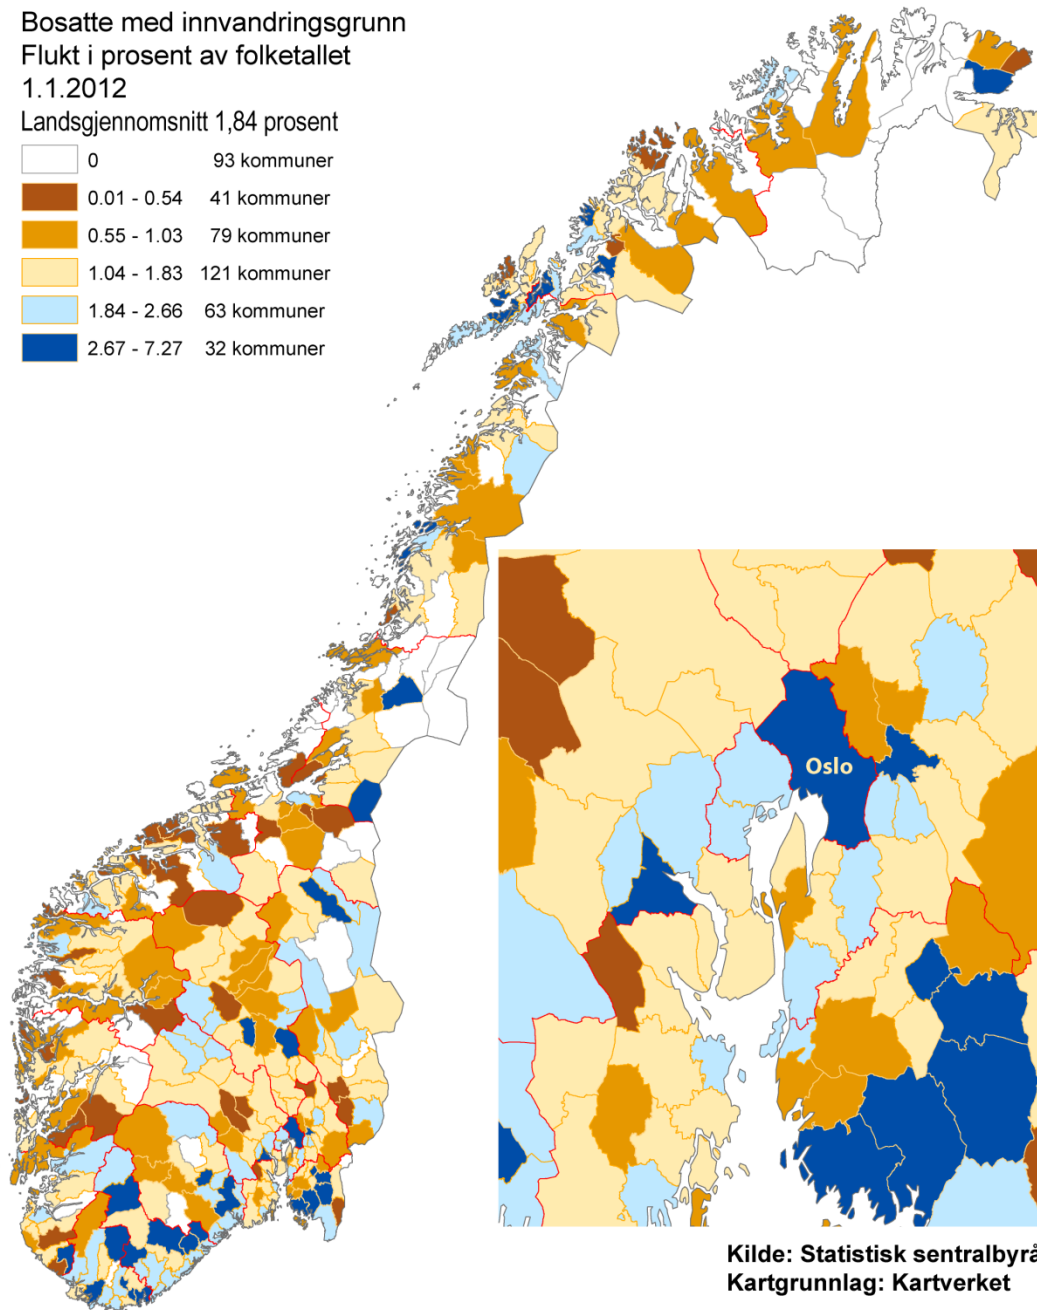 Bosatte med innvandringsgrunn
Flukt i prosent av folketallet
1.1.2012
Landsgjennomsnitt 1,84 prosent
0 93 kommuner
0.01 - 0.54 41 kommuner
0.55 - 1.03 79 kommuner
1.04 - 1.83 121 kommuner
1.84 - 2.66 63 kommuner
2.67 - 7.27 32 kommuner
Oslo
Kilde: Statistisk sentralbyrå
Kartgrunnlag: Kartverket